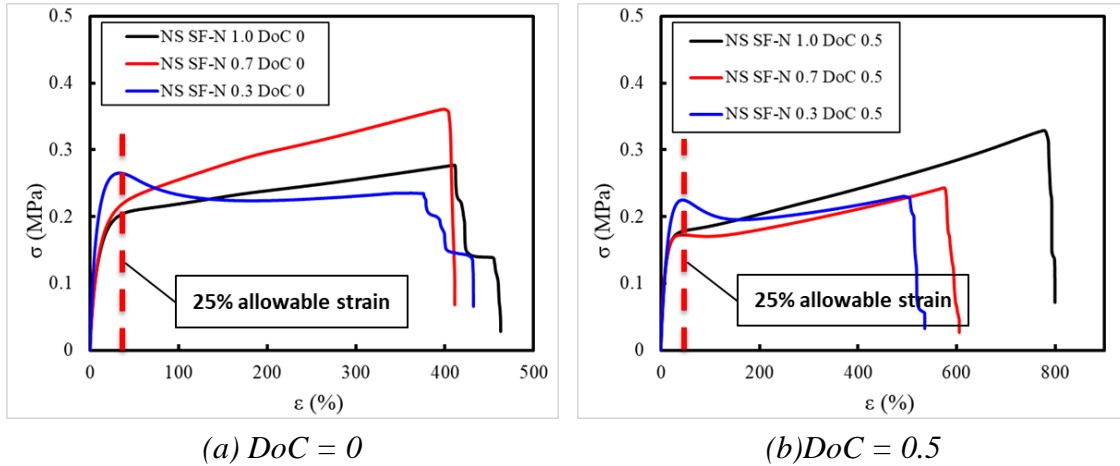 0.5
0.4
0.3
0.2
0.1
0
σ (MPa)
NS SF-N 1.0 DoC 0
NS SF-N 0.7 DoC 0
NS SF-N 0.3 DoC 0
25% allowable strain
0 100 200 300 400 500
ε (%)
(a) DoC = 0
0.5
0.4
0.3
0.2
0.1
0
σ (MPa)
NS SF-N 1.0 DoC 0.5
NS SF-N 0.7 DoC 0.5
NS SF-N 0.3 DoC 0.5
25% allowable strain
0 200 400 600 800
ε (%)
(b)DoC = 0.5